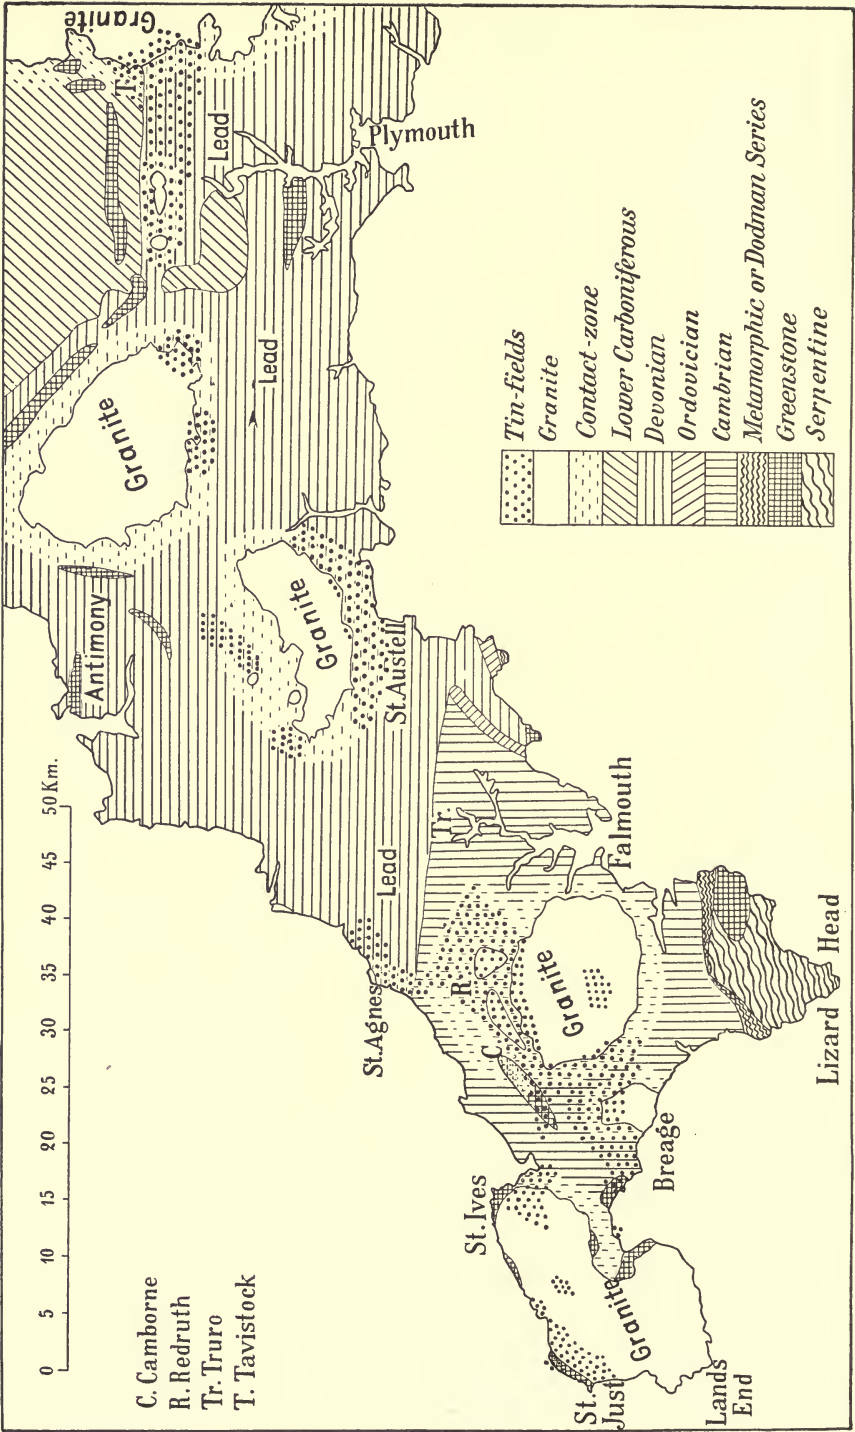 0 5 10 15 20 25 30 35 40 45 50 Km.
C. Camborne
R. Redruth
Tr. Truro
T. Tavistock
Antimony
Granite
Granite
T.
Lead
Plymouth
Lead
Granite
St. Austell
Lead
St. Agnes
Tr.
Falmouth
R.
C
Granite
St. Ives
Breage
Granite
St.
Just
Lands
End
Lizard Head
Tin-fields
Granite
Contact-zone
Lower Carboniferous
Devonian
Ordovician
Cambrian
Metamorphic or Dodman Series
Greenstone
Serpentine